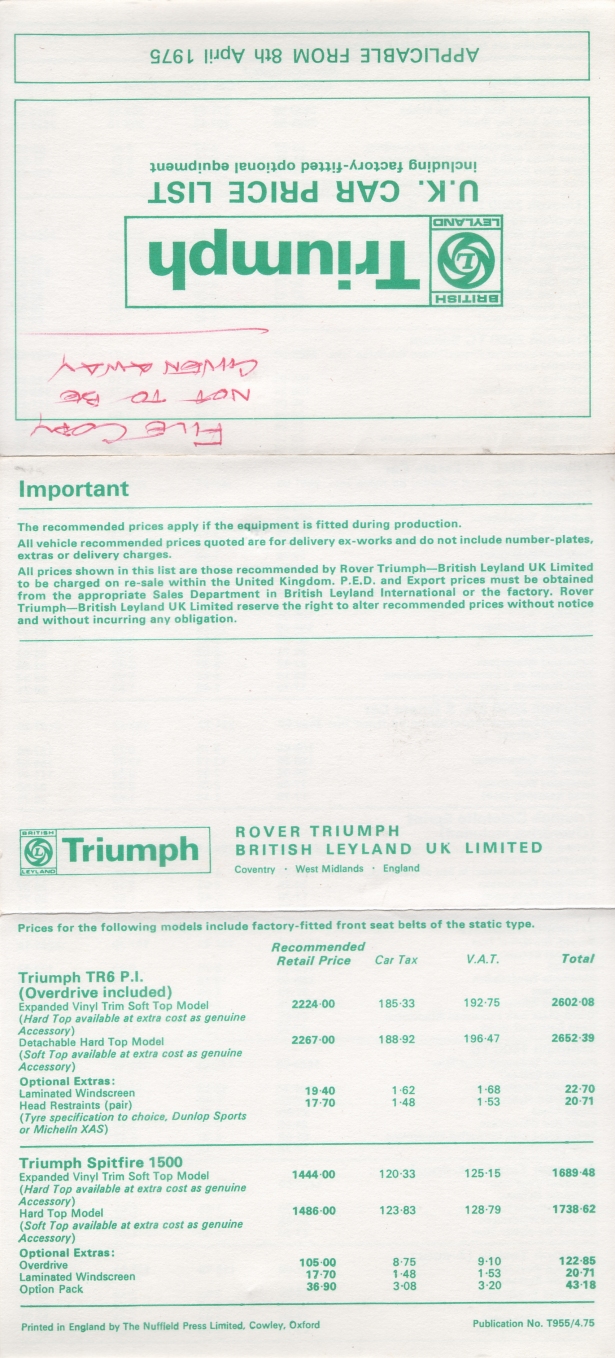 APPLICABLE FROM 8th April 1975
FILE COPY
NOT TO BE
GIVEN AWAY
BRITISH
LEYLAND
Triumph
U.K. CAR PRICE LIST
including factory-fitted optional equipment
Important
The recommended prices apply if the equipment is fitted during production.
All vehicle recommended prices quoted are for delivery ex-works and do not include number-plates,
extras or delivery charges.
All prices shown in this list are those recommended by Rover Triumph—British Leyland UK Limited
to be charged on re-sale within the United Kingdom. P.E.D. and Export prices must be obtained
from the appropriate Sales Department in British Leyland International or the factory. Rover
Triumph—British Leyland UK Limited reserve the right to alter recommended prices without notice
and without incurring any obligation.
BRITISH
LEYLAND
Triumph
ROVER TRIUMPH
BRITISH LEYLAND UK LIMITED
Coventry · West Midlands · England
Prices for the following models include factory-fitted front seat belts of the static type.
Recommended
Retail Price Car Tax V.A.T. Total
Triumph TR6 P.I.
(Overdrive included)
Expanded Vinyl Trim Soft Top Model 2224·00 185·33 192·75 2602·08
(Hard Top available at extra cost as genuine
Accessory)
Detachable Hard Top Model 2267·00 188·92 196·47 2652·39
(Soft Top available at extra cost as genuine
Accessory)
Optional Extras:
Laminated Windscreen 19·40 1·62 1·68 22·70
Head Restraints (pair) 17·70 1·48 1·53 20·71
(Tyre specification to choice, Dunlop Sports
or Michelin XAS)
Triumph Spitfire 1500
Expanded Vinyl Trim Soft Top Model 1444·00 120·33 125·15 1689·48
(Hard Top available at extra cost as genuine
Accessory)
Hard Top Model 1486·00 123·83 128·79 1738·62
(Soft Top available at extra cost as genuine
Accessory)
Optional Extras:
Overdrive 105·00 8·75 9·10 122·85
Laminated Windscreen 17·70 1·48 1·53 20·71
Option Pack 36·90 3·08 3·20 43·18
Printed in England by The Nuffield Press Limited, Cowley, Oxford Publication No. T955/4.75